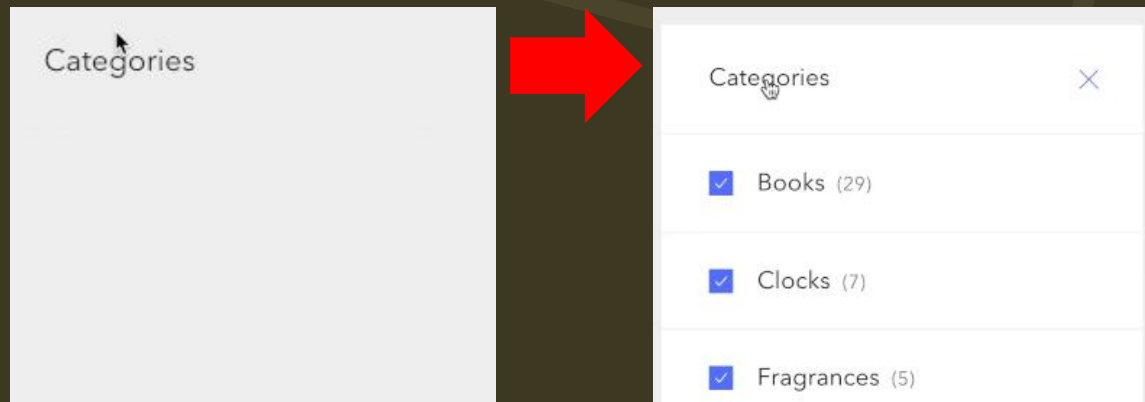 Categories
Categories
Books (29)
Clocks (7)
Fragrances (5)